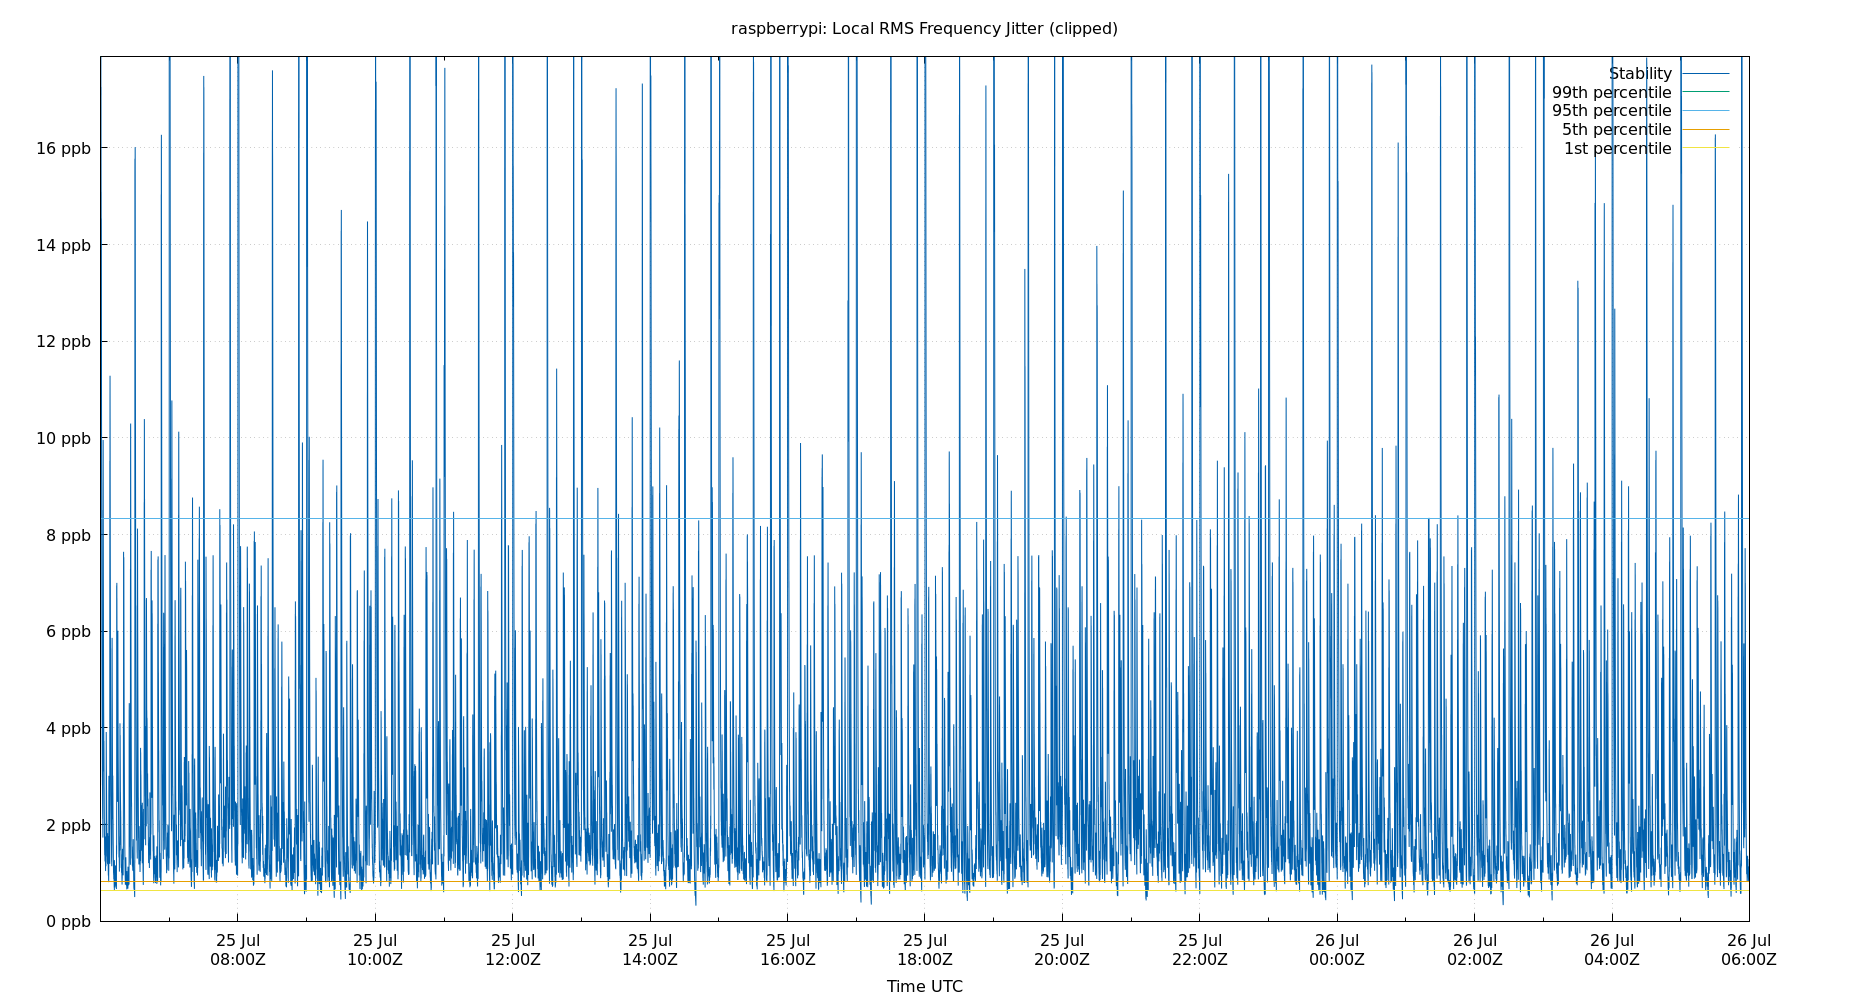 raspberrypi: Local RMS Frequency Jitter (clipped)
Stability
99th percentile
95th percentile
5th percentile
1st percentile
16 ppb
14 ppb
12 ppb
10 ppb
8 ppb
6 ppb
4 ppb
2 ppb
0 ppb
25 Jul
08:00Z
25 Jul
10:00Z
25 Jul
12:00Z
25 Jul
14:00Z
25 Jul
16:00Z
25 Jul
18:00Z
25 Jul
20:00Z
25 Jul
22:00Z
26 Jul
00:00Z
26 Jul
02:00Z
26 Jul
04:00Z
26 Jul
06:00Z
Time UTC